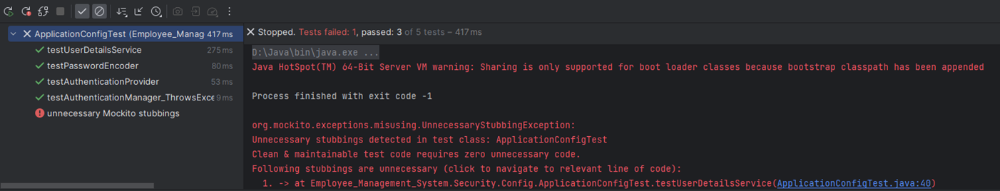 ApplicationConfigTest (Employee_Manag 417 ms
testUserDetailsService 275 ms
testPasswordEncoder 80 ms
testAuthenticationProvider 53 ms
testAuthenticationManager_ThrowsExce 9 ms
unnecessary Mockito stubbings
Stopped. Tests failed: 1, passed: 3 of 5 tests – 417 ms
D:\Java\bin\java.exe ...
Java HotSpot(TM) 64-Bit Server VM warning: Sharing is only supported for boot loader classes because bootstrap classpath has been appended
Process finished with exit code -1
org.mockito.exceptions.misusing.UnnecessaryStubbingException:
Unnecessary stubbings detected in test class: ApplicationConfigTest
Clean & maintainable test code requires zero unnecessary code.
Following stubbings are unnecessary (click to navigate to relevant line of code):
1. -> at Employee_Management_System.Security.Config.ApplicationConfigTest.testUserDetailsService(ApplicationConfigTest.java:40)